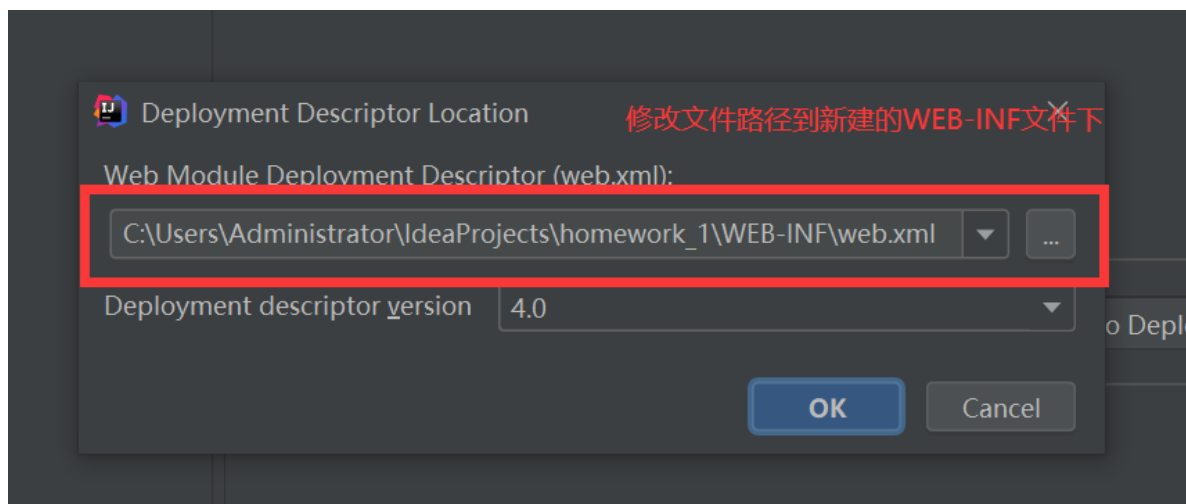 Deployment Descriptor Location
修改文件路径到新建的WEB-INF文件下
Web Module Deployment Descriptor (web.xml):
C:\Users\Administrator\IdeaProjects\homework_1\WEB-INF\web.xml
...
Deployment descriptor version
4.0
o Depl
OK
Cancel